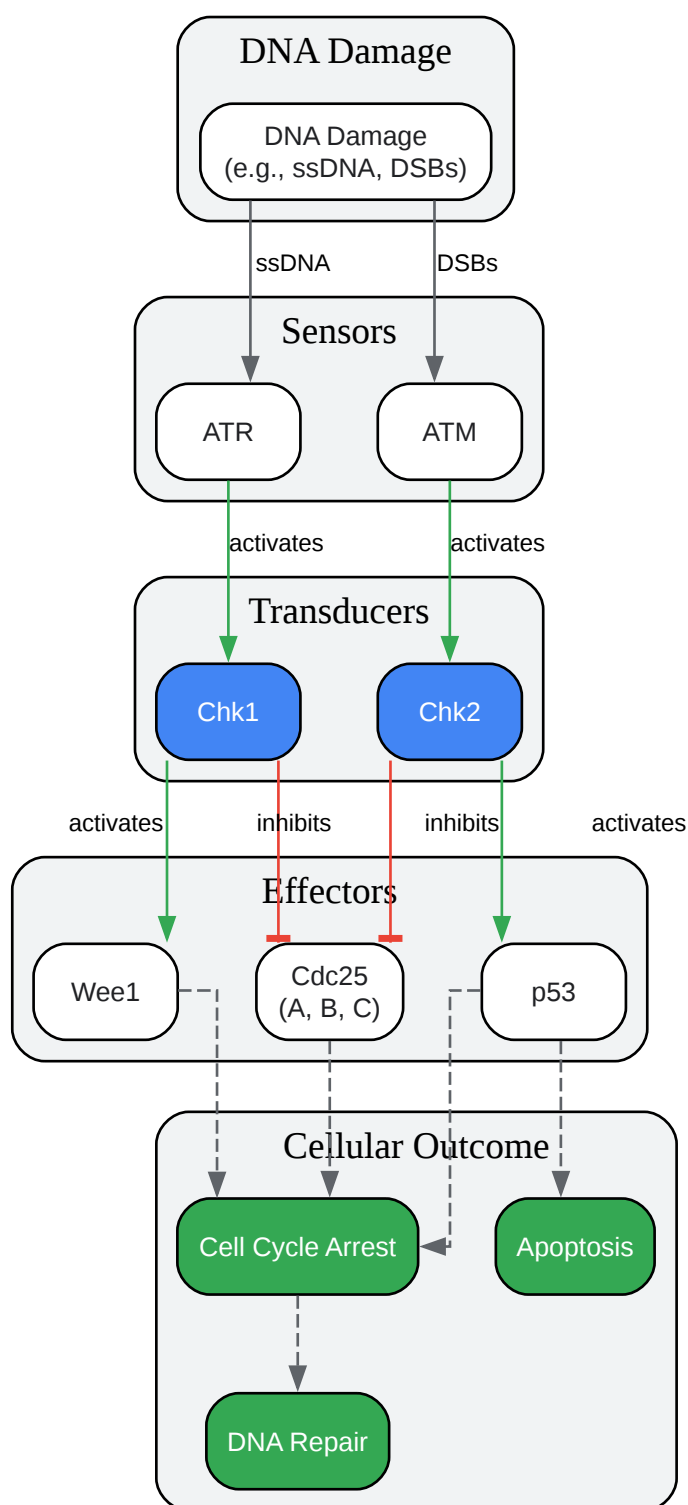 DNA Damage
DNA Damage
(e.g., ssDNA, DSBs)
ssDNA
DSBs
Sensors
ATR
ATM
activates
activates
Transducers
Chk1
Chk2
activates
inhibits
inhibits
activates
Effectors
Wee1
Cdc25
(A, B, C)
p53
Cellular Outcome
Cell Cycle Arrest
Apoptosis
DNA Repair